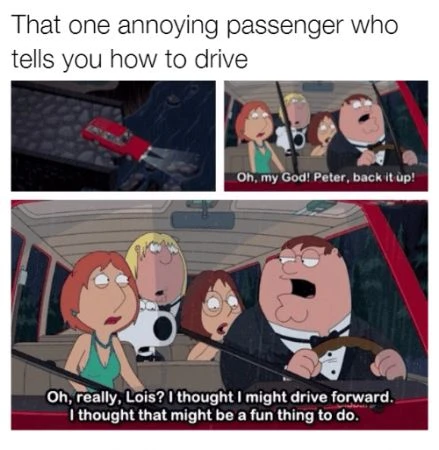 That one annoying passenger who
tells you how to drive
Oh, my God! Peter, back it up!
Oh, really, Lois? I thought I might drive forward.
I thought that might be a fun thing to do.